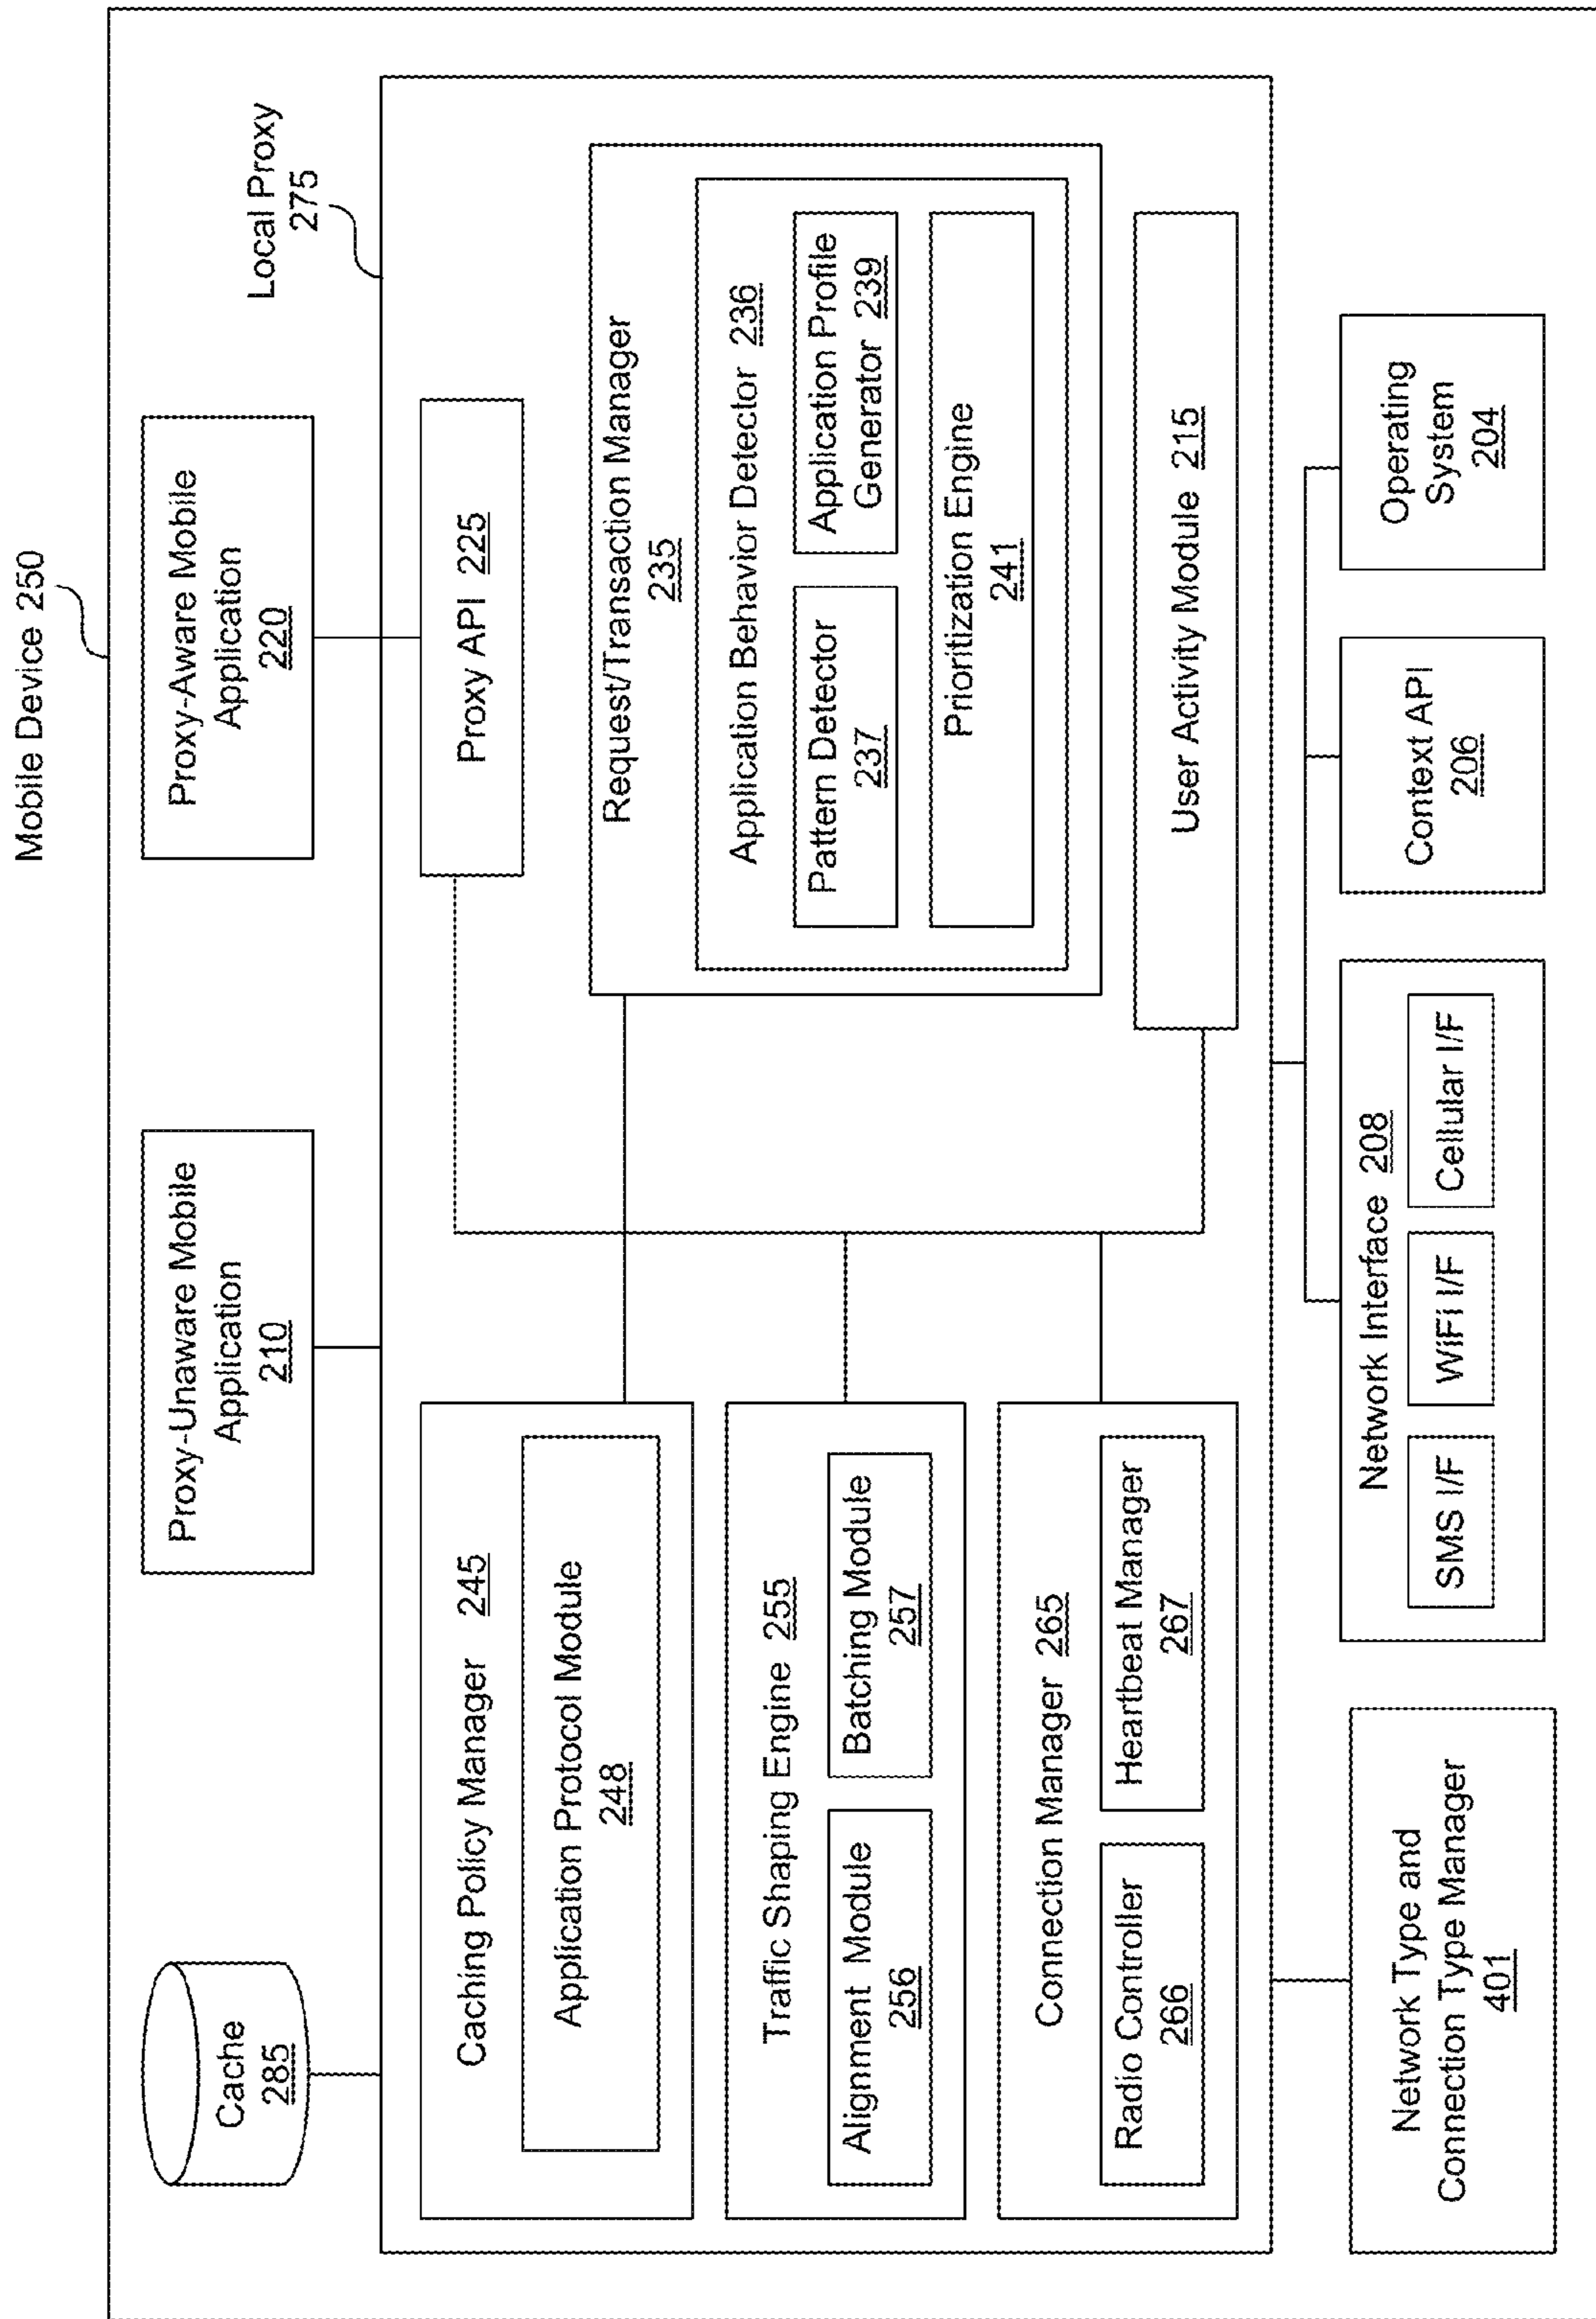 Mobile Device 250
Cache
285
Proxy-Unaware Mobile
Application
210
Proxy-Aware Mobile
Application
220
Local Proxy
275
Caching Policy Manager 245
Application Protocol Module
248
Traffic Shaping Engine 255
Alignment Module
256
Batching Module
257
Connection Manager 265
Radio Controller
266
Heartbeat Manager
267
Proxy API 225
Request/Transaction Manager
235
Application Behavior Detector 236
Pattern Detector
237
Application Profile
Generator 239
Prioritization Engine
241
User Activity Module 215
Network Type and
Connection Type Manager
401
Network Interface 208
SMS I/F
WiFi I/F
Cellular I/F
Context API
206
Operating
System
204